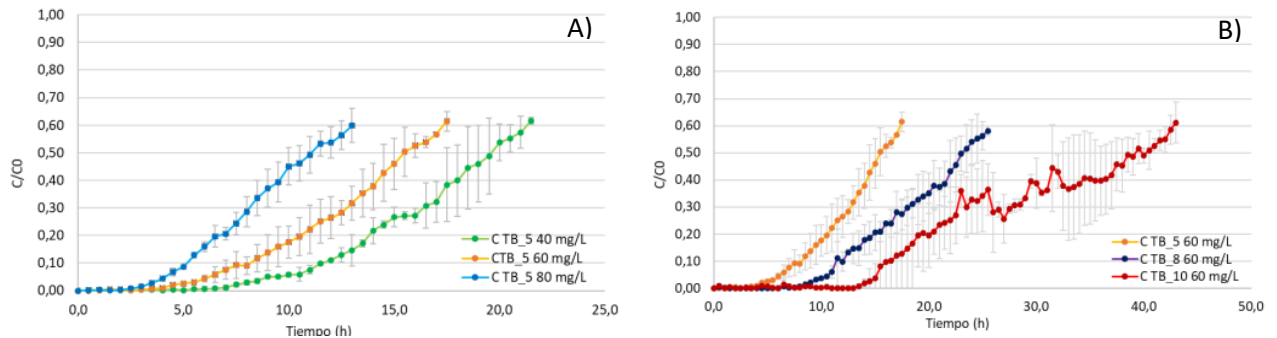 A)
1,00
0,90
0,80
0,70
0,60
0,50
0,40
0,30
0,20
0,10
0,00
C/C0
0,0 5,0 10,0 15,0 20,0 25,0
Tiempo (h)
C TB_5 40 mg/L
CTB_5 60 mg/L
C TB_5 80 mg/L
B)
1,00
0,90
0,80
0,70
0,60
0,50
0,40
0,30
0,20
0,10
0,00
C/C0
0,0 10,0 20,0 30,0 40,0 50,0
Tiempo (h)
C TB_5 60 mg/L
C TB_8 60 mg/L
C TB_10 60 mg/L